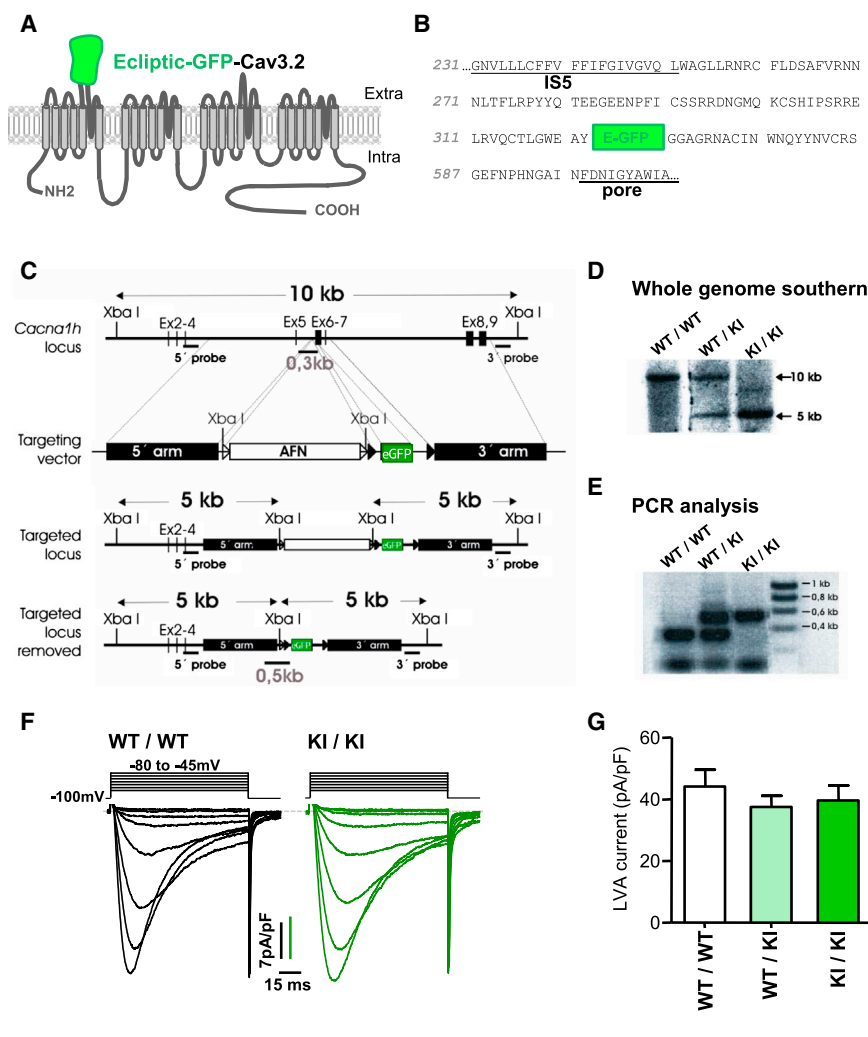 A
Ecliptic-GFP-Cav3.2
Extra
Intra
NH2
COOH
B
231 …GNVLLLCFFV FFIFGIVGVQ LWAGLLRNRC FLDSAFVRNN
IS5
271 NLTFLRPYYQ TEEGEENPFI CSSRRDNGMQ KCSHIPSRRE
311 LRVQCTLGWE AY E-GFP GGAGRNACIN WNQYYNVCRS
587 GEFNPHNGAI NFDNIGYAWIA…
pore
C
10 kb
Xba I
Xba I
Cacna1h
locus
Ex2-4
Ex5
Ex6-7
Ex8,9
5´ probe
0,3kb
3´ probe
Xba I
Xba I
Targeting
vector
5´ arm
AFN
eGFP
3´ arm
5 kb
5 kb
Xba I
Xba I
Xba I
Xba I
Targeted
locus
Ex2-4
5´ arm
eGFP
3´ arm
5´ probe
3´ probe
5 kb
5 kb
Targeted
locus
removed
Xba I
Xba I
Xba I
Ex2-4
5´ arm
eGFP
3´ arm
5´ probe
0,5kb
3´ probe
D
Whole genome southern
WT / WT
WT / KI
KI / KI
10 kb
5 kb
E
PCR analysis
WT / WT
WT / KI
KI / KI
1 kb
0,8 kb
0,6 kb
0,4 kb
F
WT / WT
KI / KI
-80 to -45mV
-100mV
7pA/pF
15 ms
G
LVA current (pA/pF)
60
40
20
0
WT / WT
WT / KI
KI / KI